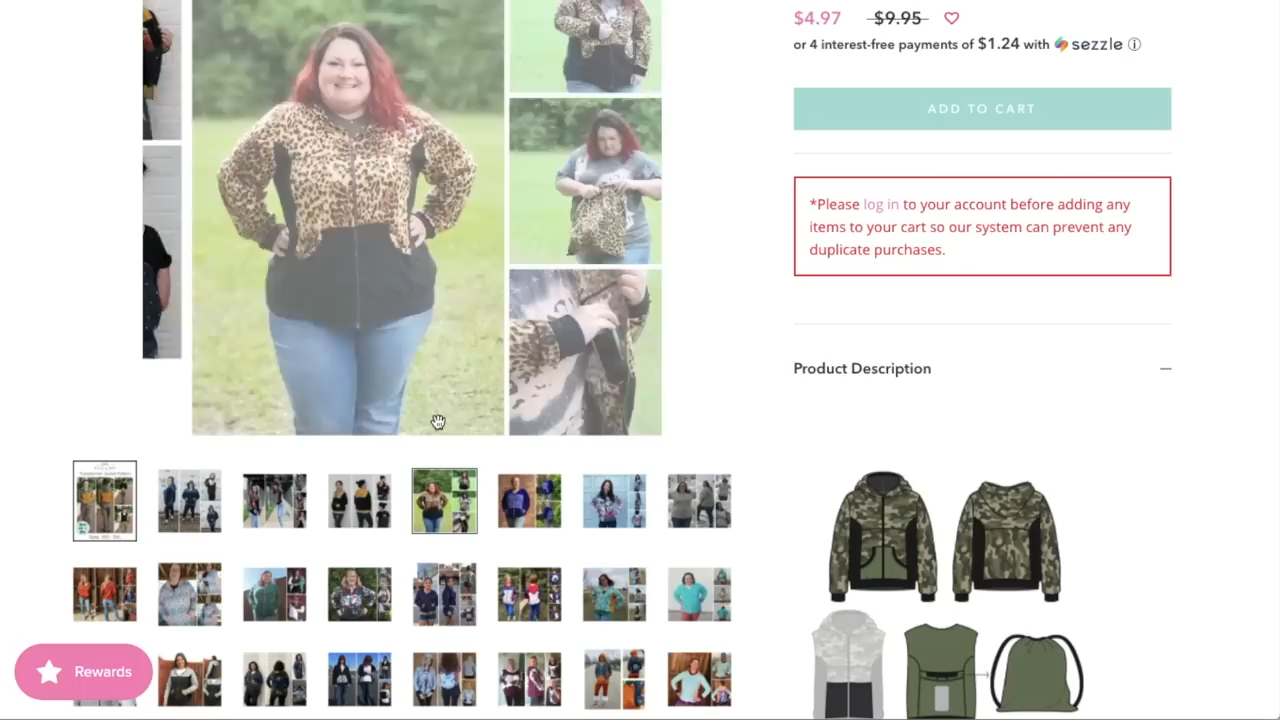 $4.97 $9.95
or 4 interest-free payments of $1.24 with sezzle
ADD TO CART
*Please log in to your account before adding any
items to your cart so our system can prevent any
duplicate purchases.
Product Description
Rewards